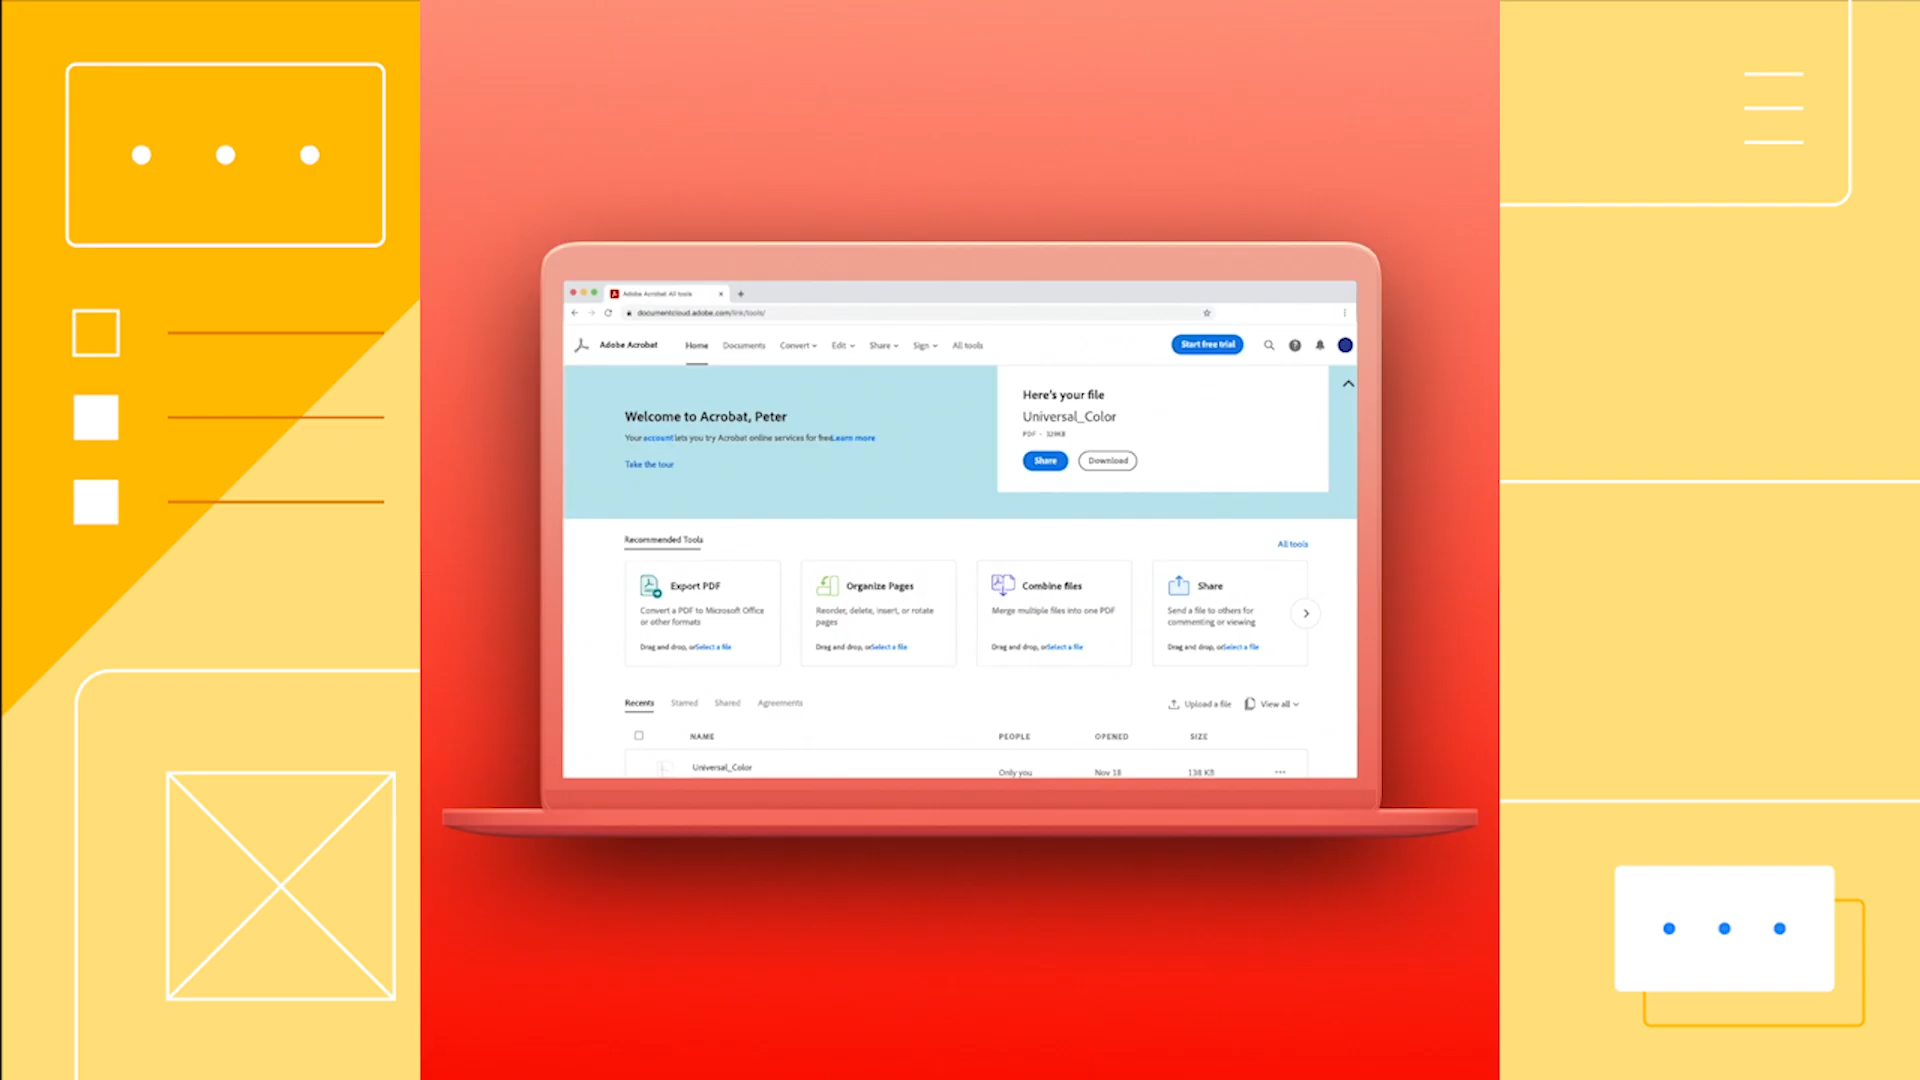 Adobe Acrobat All tools
documentcloud.adobe.com/link/tools/
Adobe Acrobat Home Documents Convert Edit Share Sign All tools Start free trial
Here's your file
Universal_Color
PDF - 329KB
Share Download
Welcome to Acrobat, Peter
Your account lets you try Acrobat online services for free Learn more
Take the tour
Recommended Tools All tools
Export PDF
Convert a PDF to Microsoft Office
or other formats
Drag and drop, or Select a file
Organize Pages
Reorder, delete, insert, or rotate
pages
Drag and drop, or Select a file
Combine files
Merge multiple files into one PDF
Drag and drop, or Select a file
Share
Send a file to others for
commenting or viewing
Drag and drop, or Select a file
Recents Starred Shared Agreements Upload a file View all
NAME PEOPLE OPENED SIZE
Universal_Color Only you Nov 18 138 KB